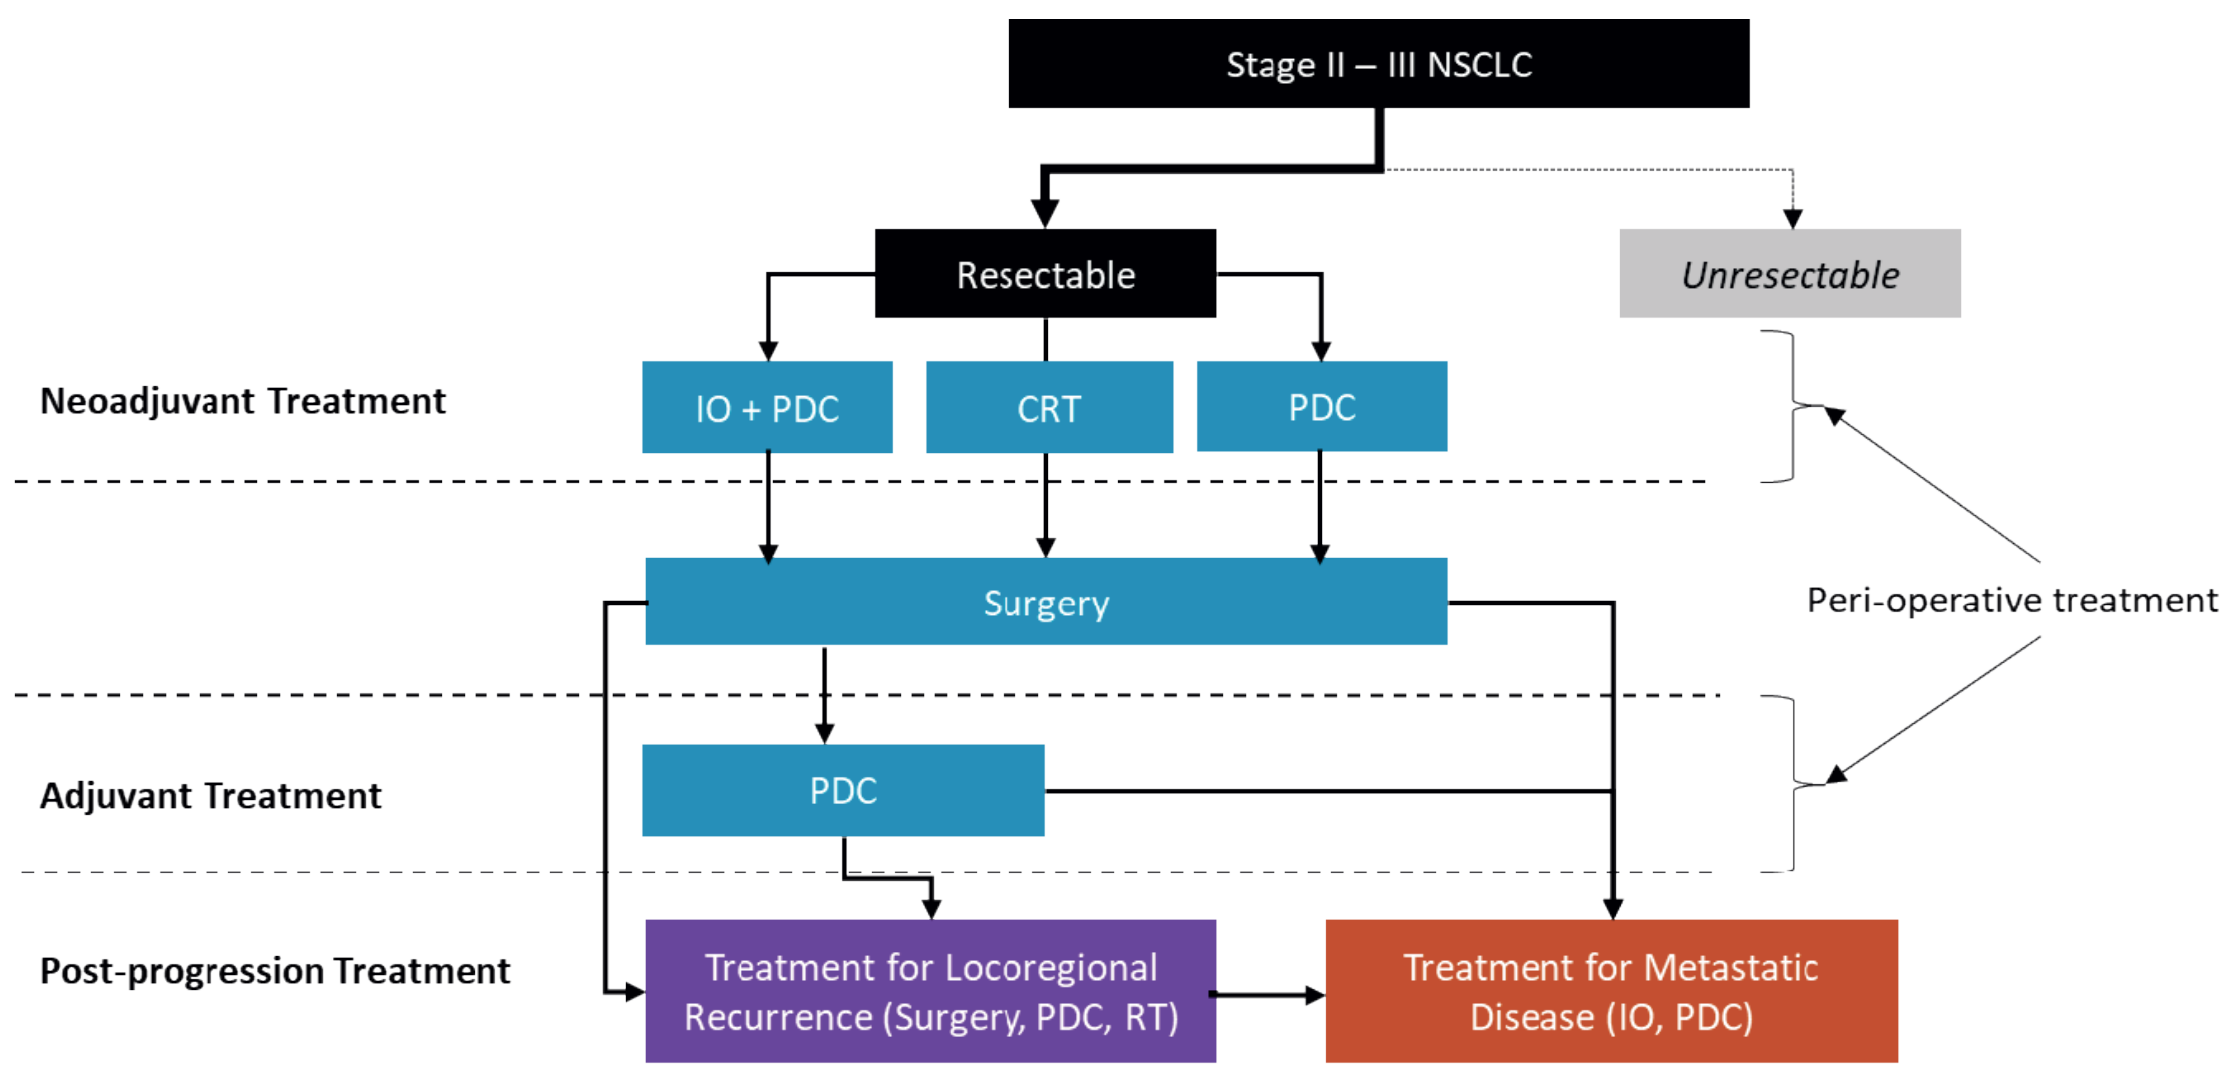 Stage II – III NSCLC
Resectable
Unresectable
Neoadjuvant Treatment
IO + PDC
CRT
PDC
Surgery
Peri-operative treatment
Adjuvant Treatment
PDC
Post-progression Treatment
Treatment for Locoregional
Recurrence (Surgery, PDC, RT)
Treatment for Metastatic
Disease (IO, PDC)